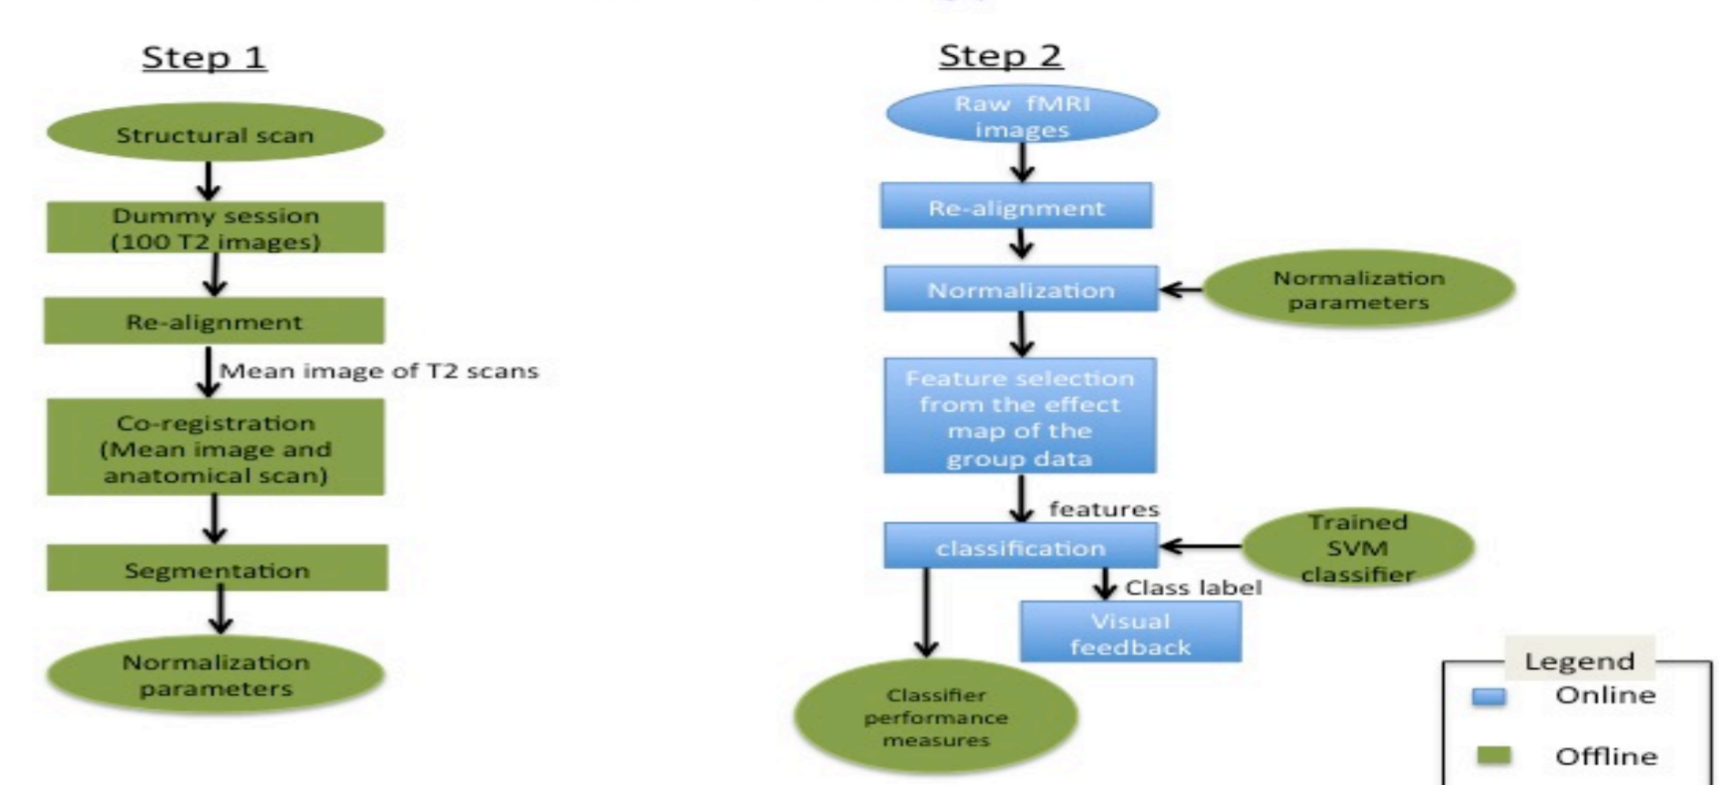 Step 1
Structural scan
Dummy session
(100 T2 images)
Re-alignment
Mean image of T2 scans
Co-registration
(Mean image and
anatomical scan)
Segmentation
Normalization
parameters
Step 2
Raw fMRI
images
Re-alignment
Normalization
Normalization
parameters
Feature selection
from the effect
map of the
group data
features
classification
Trained
SVM
classifier
Class label
Visual
feedback
Classifier
performance
measures
Legend
Online
Offline